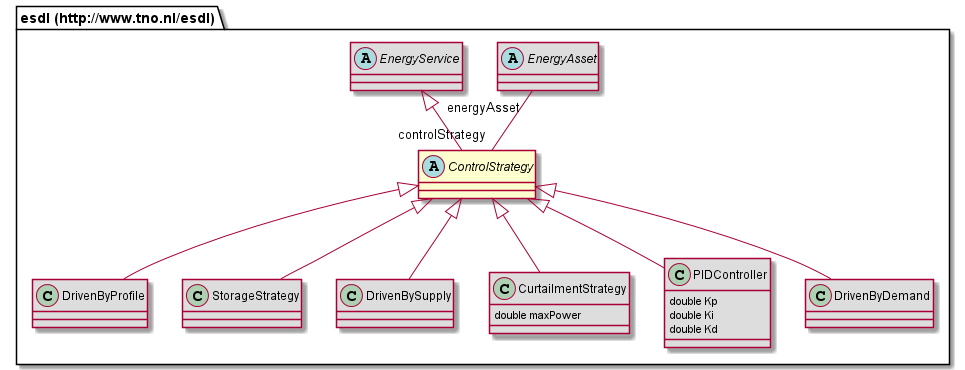 esdl (http://www.tno.nl/esdl)
A EnergyService
A EnergyAsset
energyAsset
controlStrategy
A ControlStrategy
C DrivenByProfile
C StorageStrategy
C DrivenBySupply
C CurtailmentStrategy
double maxPower
C PIDController
double Kp
double Ki
double Kd
C DrivenByDemand